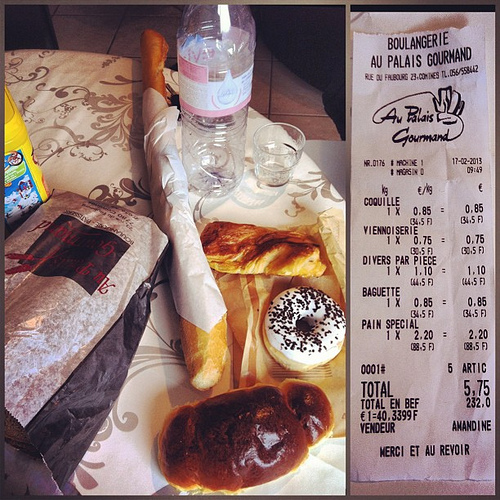 BOULANGERIE
AU PALAIS GOURMAND
RUE DU FAUBOURG 23.COMINES TL.056/558442
Au Palais
Gourmand
NR.0176 # MACHINE 1 17-02-2013
# MAGASIN 0 09:49
Kg €/Kg €
COQUILLE
1 X 0.85 = 0.85
(34.5 F) (34.5 F)
VIENNOISERIE
1 X 0.75 = 0.75
(30.5 F) (30.5 F)
DIVERS PAR PIECE
1 X 1.10 = 1.10
(44.5 F) (44.5 F)
BAGUETTE
1 X 0.85 = 0.85
(34.5 F) (34.5 F)
PAIN SPECIAL
1 X 2.20 = 2.20
(88.5 F) (88.5 F)
0001# 5 ARTIC
TOTAL 5,75
TOTAL EN BEF 232.0
€ 1=40.3399F
VENDEUR AMANDINE
MERCI ET AU REVOIR